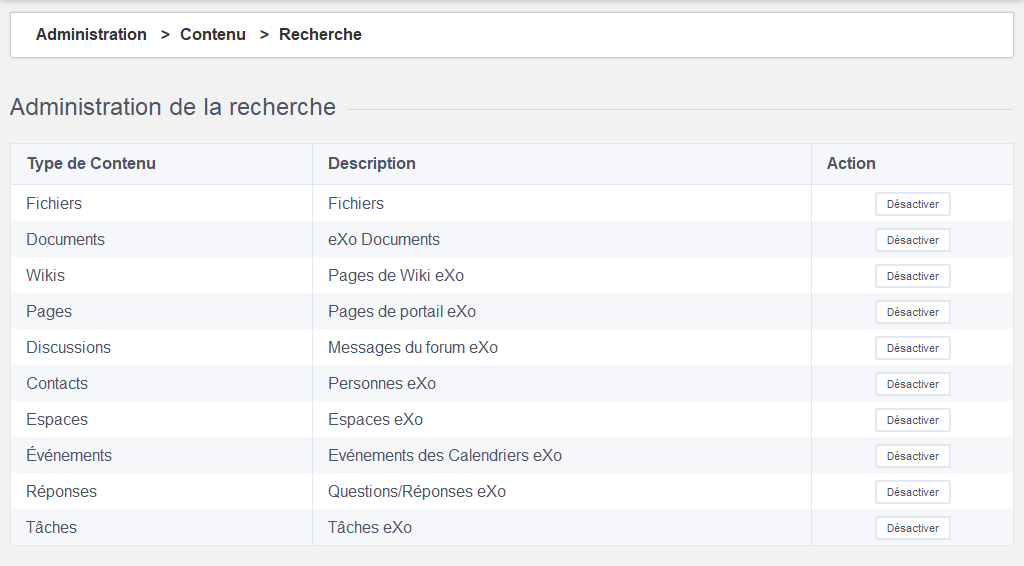 Administration > Contenu > Recherche
Administration de la recherche
Type de Contenu Description Action
Fichiers Fichiers Désactiver
Documents eXo Documents Désactiver
Wikis Pages de Wiki eXo Désactiver
Pages Pages de portail eXo Désactiver
Discussions Messages du forum eXo Désactiver
Contacts Personnes eXo Désactiver
Espaces Espaces eXo Désactiver
Événements Evénements des Calendriers eXo Désactiver
Réponses Questions/Réponses eXo Désactiver
Tâches Tâches eXo Désactiver